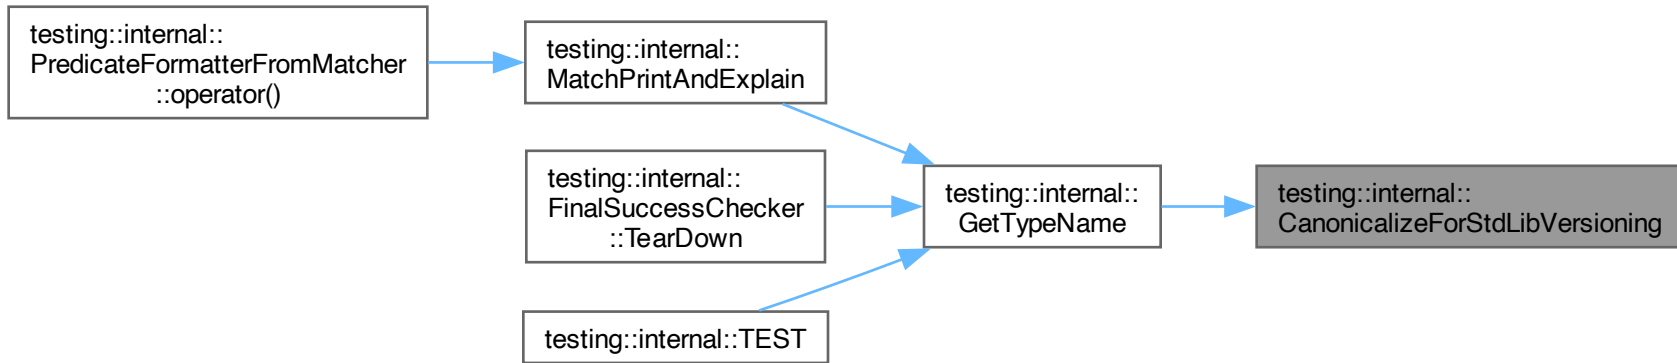 testing::internal::
PredicateFormatterFromMatcher
::operator()
testing::internal::
MatchPrintAndExplain
testing::internal::
FinalSuccessChecker
::TearDown
testing::internal::TEST
testing::internal::
GetTypeName
testing::internal::
CanonicalizeForStdLibVersioning